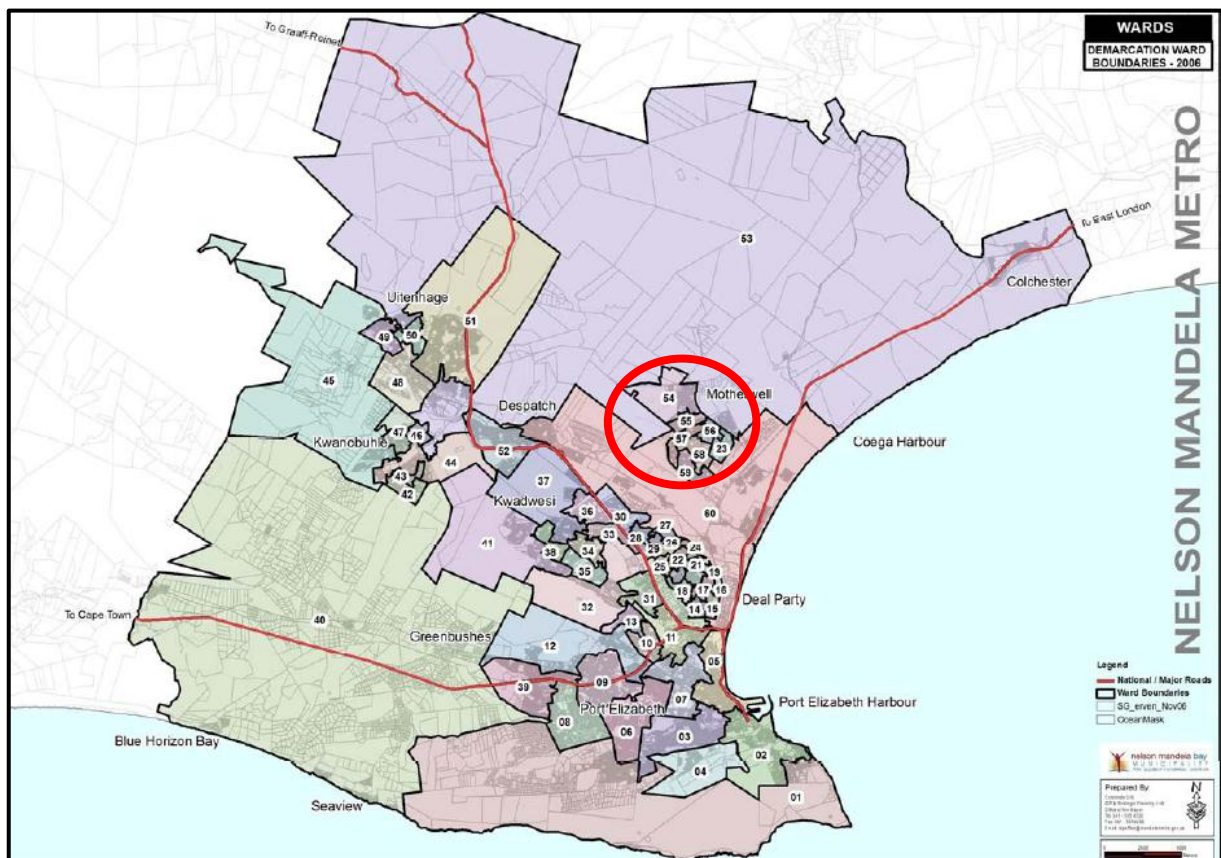 WARDS
DEMARCATION WARD
BOUNDARIES - 2006
NELSON MANDELA METRO
To Graaff-Reinet
To East London
53
Colchester
Uitenhage
51
49
50
45
48
54
Motherwell
Despatch
55
56
47
46
57
23
Kwanobuhle
58
52
44
59
Coega Harbour
43
42
37
Kwadwesi
60
36
30
27
41
33
28
26
24
38
34
29
22
21
19
35
25
18
17
16
31
14
15
Deal Party
32
To Cape Town
40
13
11
Greenbushes
10
12
05
09
39
07
Port Elizabeth
Port Elizabeth Harbour
08
06
03
02
Blue Horizon Bay
04
01
Seaview
Legend
National / Major Roads
Ward Boundaries
SG_erven_Nov06
OceanMask
nelson mandela bay
MUNICIPALITY
Prepared By
N